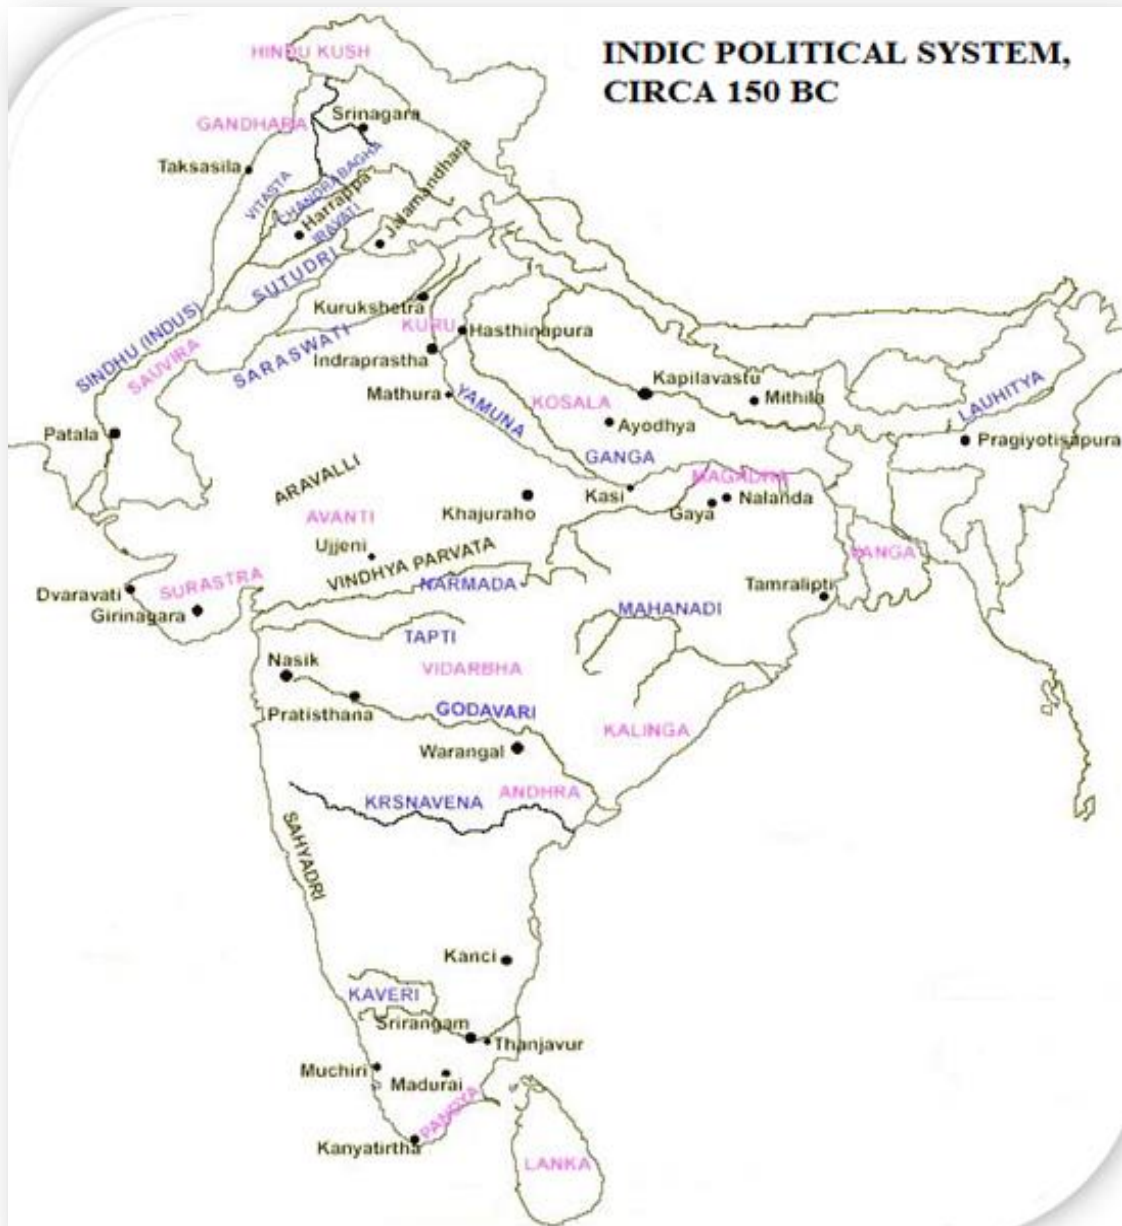 INDIC POLITICAL SYSTEM,
CIRCA 150 BC
HINDU KUSH
GANDHARA
Srinagara
Taksasila
VITASTA
CHANDRABAGHA
Harrappa
IRAVATI
Jalamandhara
SUTUDRI
Kurukshetra
KURU
Hasthinapura
SINDHU (INDUS)
SAUVIRA
SARASWATI
Indraprastha
Mathura
YAMUNA
KOSALA
Kapilavastu
Mithila
LAUHITYA
Patala
Ayodhya
Pragiyotisapura
GANGA
ARAVALLI
Kasi
MAGADHA
Nalanda
Khajuraho
Gaya
AVANTI
Ujjeni
VINDHYA PARVATA
VANGA
Dvaravati
SURASTRA
Girinagara
NARMADA
Tamralipti
MAHANADI
TAPTI
Nasik
VIDARBHA
Pratisthana
GODAVARI
KALINGA
Warangal
KRSNAVENA
ANDHRA
SAHYADRI
Kanci
KAVERI
Srirangam
Thanjavur
Muchiri
Madurai
PANDYA
Kanyatirtha
LANKA